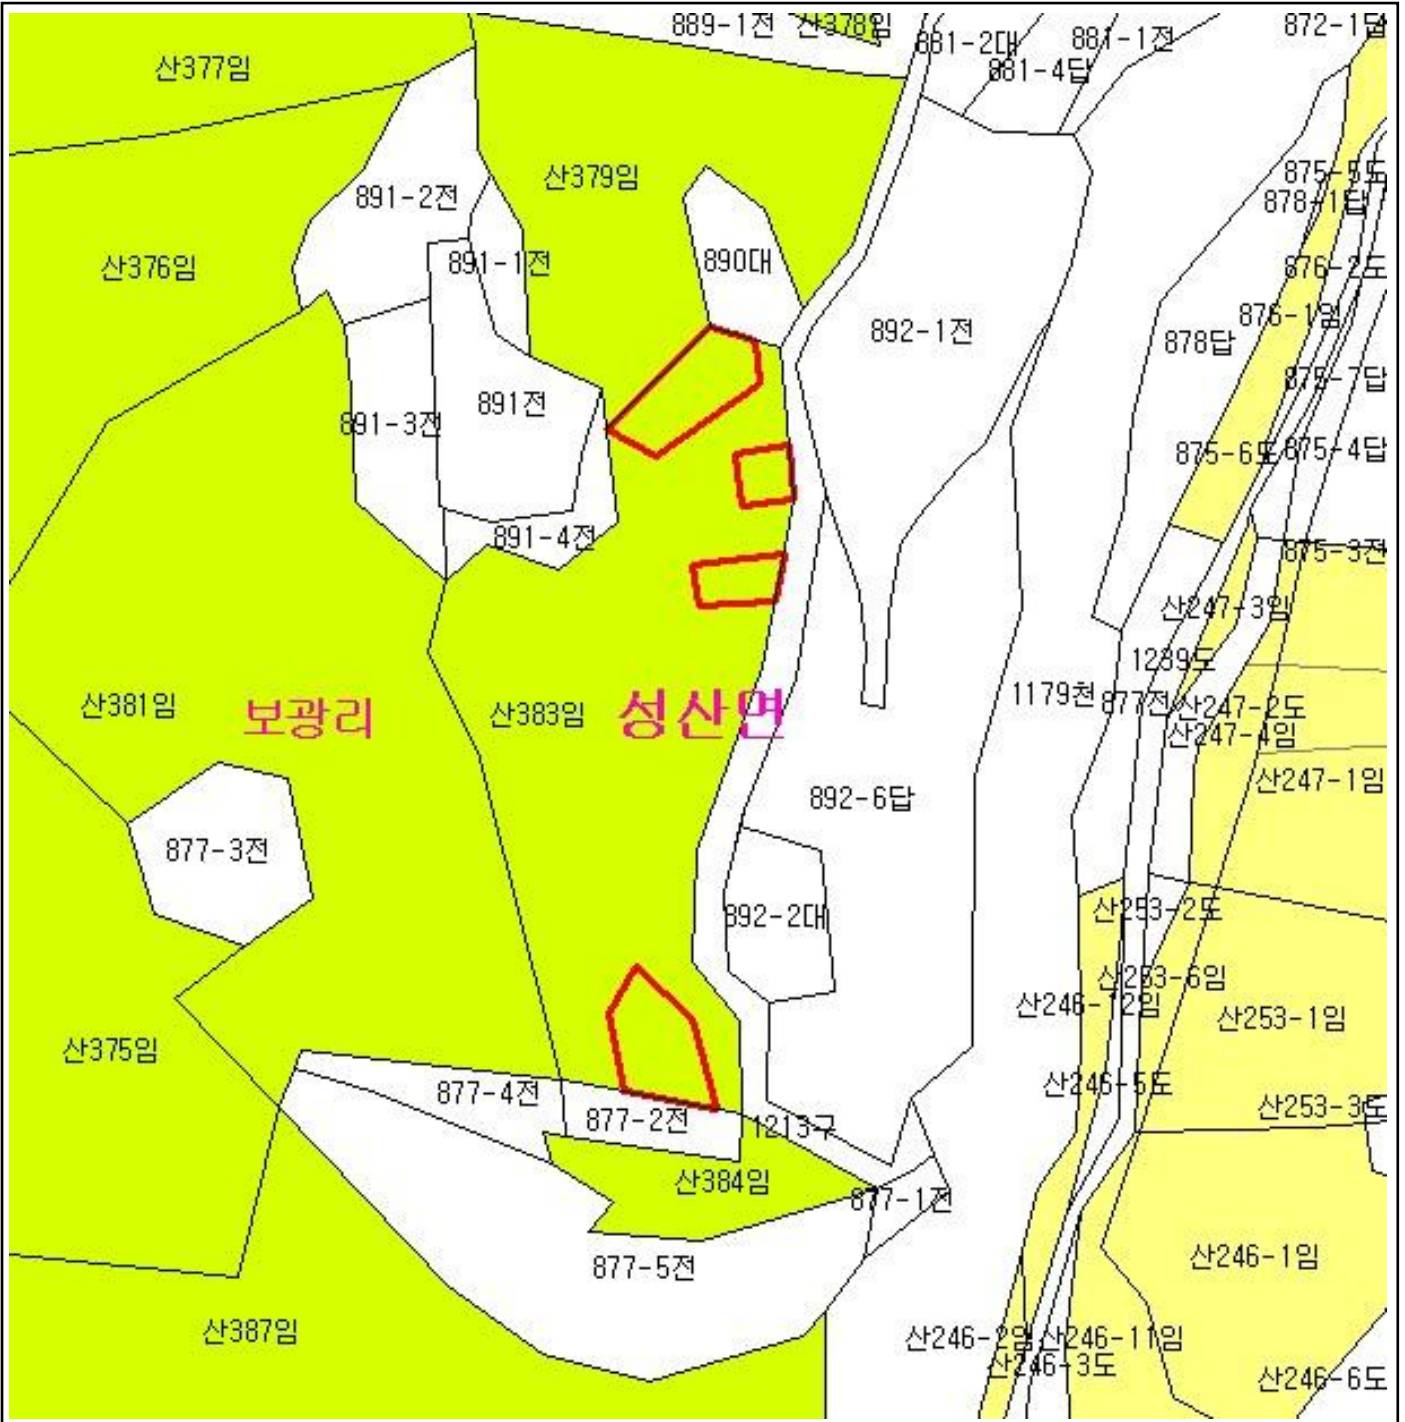 889-1전
산378임
872-1답
881-2대
881-1전
881-4답
산377임
산379임
891-2전
875-5도
878-1답
산376임
891-1전
890대
876-2도
876-1임
892-1전
878답
875-7답
891전
891-3전
875-6도
875-4답
891-4전
875-3전
산247-3임
1239도
산381임
보광리
산383임
성산면
1179천
877전
산247-2도
산247-4임
892-6답
산247-1임
877-3전
892-2대
산253-2도
산253-6임
산246-12임
산253-1임
산375임
877-4전
산246-5도
산253-3도
877-2전
1213구
산384임
877-1전
877-5전
산246-1임
산387임
산246-2임
산246-11임
산246-3도
산246-6도